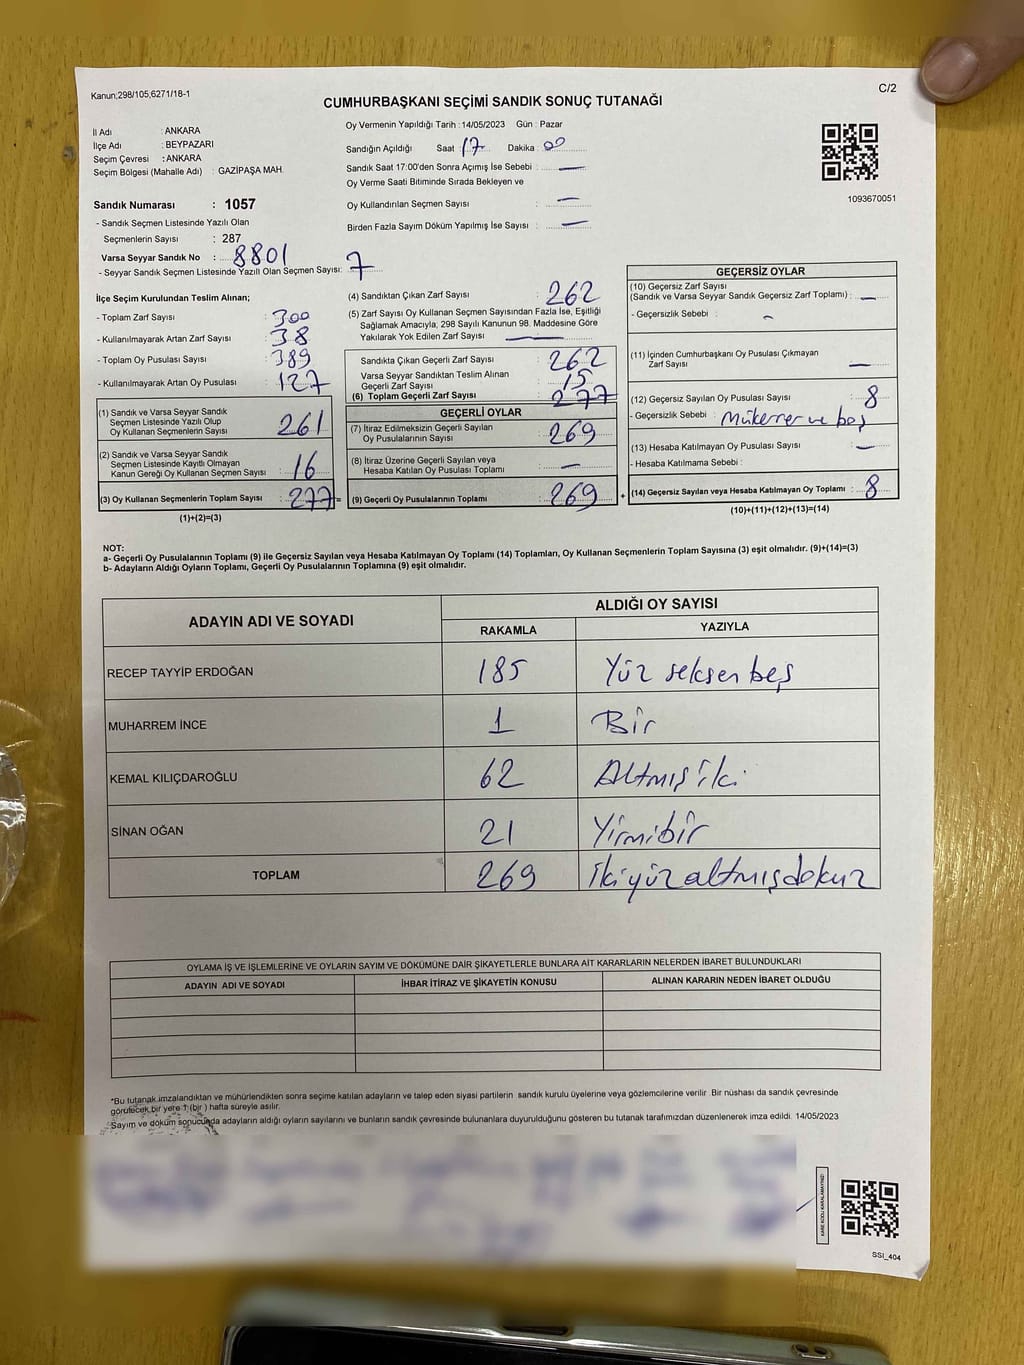 Kanun;298/105,6271/18-1
C/2
CUMHURBAŞKANI SEÇİMİ SANDIK SONUÇ TUTANAĞI
İl Adı : ANKARA
İlçe Adı : BEYPAZARI
Seçim Çevresi : ANKARA
Seçim Bölgesi (Mahalle Adı) : GAZİPAŞA MAH.
Sandık Numarası : 1057
- Sandık Seçmen Listesinde Yazılı Olan
Seçmenlerin Sayısı : 287
Varsa Seyyar Sandık No : 8801
- Seyyar Sandık Seçmen Listesinde Yazılı Olan Seçmen Sayısı: 7
Oy Vermenin Yapıldığı Tarih : 14/05/2023 Gün : Pazar
Sandığın Açıldığı Saat : 17 Dakika : 00
Sandık Saat 17:00'den Sonra Açımış İse Sebebi : —
Oy Verme Saati Bitiminde Sırada Bekleyen ve
Oy Kullandırılan Seçmen Sayısı : —
Birden Fazla Sayım Döküm Yapılmış İse Sayısı : —
1093670051
İlçe Seçim Kurulundan Teslim Alınan;
- Toplam Zarf Sayısı : 300
- Kullanılmayarak Artan Zarf Sayısı : 38
- Toplam Oy Pusulası Sayısı : 389
- Kullanılmayarak Artan Oy Pusulası : 127
(1) Sandık ve Varsa Seyyar Sandık
Seçmen Listesinde Yazılı Olup
Oy Kullanan Seçmenlerin Sayısı : 261
(2) Sandık ve Varsa Seyyar Sandık
Seçmen Listesinde Kayıtlı Olmayan
Kanun Gereği Oy Kullanan Seçmen Sayısı : 16
(3) Oy Kullanan Seçmenlerin Toplam Sayısı : 277 =
(1)+(2)=(3)
(4) Sandıktan Çıkan Zarf Sayısı : 262
(5) Zarf Sayısı Oy Kullanan Seçmen Sayısından Fazla İse, Eşitliği
Sağlamak Amacıyla, 298 Sayılı Kanunun 98. Maddesine Göre
Yakılarak Yok Edilen Zarf Sayısı : —
Sandıkta Çıkan Geçerli Zarf Sayısı : 262
Varsa Seyyar Sandıktan Teslim Alınan
Geçerli Zarf Sayısı : 15
(6) Toplam Geçerli Zarf Sayısı : 277
GEÇERLİ OYLAR
(7) İtiraz Edilmeksizin Geçerli Sayılan
Oy Pusulalarının Sayısı : 269
(8) İtiraz Üzerine Geçerli Sayılan veya
Hesaba Katılan Oy Pusulası Toplamı : —
(9) Geçerli Oy Pusulalarının Toplamı : 269 +
GEÇERSİZ OYLAR
(10) Geçersiz Zarf Sayısı
(Sandık ve Varsa Seyyar Sandık Geçersiz Zarf Toplamı) : —
- Geçersizlik Sebebi : -
(11) İçinden Cumhurbaşkanı Oy Pusulası Çıkmayan
Zarf Sayısı : —
(12) Geçersiz Sayılan Oy Pusulası Sayısı : 8
- Geçersizlik Sebebi : Mükerrer ve boş
(13) Hesaba Katılmayan Oy Pusulası Sayısı : —
- Hesaba Katılmama Sebebi :
(14) Geçersiz Sayılan veya Hesaba Katılmayan Oy Toplamı : 8
(10)+(11)+(12)+(13)=(14)
NOT:
a- Geçerli Oy Pusulalarının Toplamı (9) ile Geçersiz Sayılan veya Hesaba Katılmayan Oy Toplamı (14) Toplamları, Oy Kullanan Seçmenlerin Toplam Sayısına (3) eşit olmalıdır. (9)+(14)=(3)
b- Adayların Aldığı Oyların Toplamı, Geçerli Oy Pusulalarının Toplamına (9) eşit olmalıdır.
ADAYIN ADI VE SOYADI ALDIĞI OY SAYISI
RAKAMLA YAZIYLA
RECEP TAYYİP ERDOĞAN 185 Yüz seksen beş
MUHARREM İNCE 1 Bir
KEMAL KILIÇDAROĞLU 62 Altmış iki
SİNAN OĞAN 21 Yirmibir
TOPLAM 269 ikiyüzaltmışdokuz
OYLAMA İŞ VE İŞLEMLERİNE VE OYLARIN SAYIM VE DÖKÜMÜNE DAİR ŞİKAYETLERLE BUNLARA AİT KARARLARIN NELERDEN İBARET BULUNDUKLARI
ADAYIN ADI VE SOYADI İHBAR İTİRAZ VE ŞİKAYETİN KONUSU ALINAN KARARIN NEDEN İBARET OLDUĞU
*Bu tutanak imzalandıktan ve mühürlendikten sonra seçime katılan adayların ve talep eden siyasi partilerin sandık kurulu üyelerine veya gözlemcilerine verilir. Bir nüshası da sandık çevresinde
görülecek bir yere 1 (bir ) hafta süreyle asılır.
Sayım ve döküm sonucunda adayların aldığı oyların sayılarını ve bunların sandık çevresinde bulunanlara duyurulduğunu gösteren bu tutanak tarafımızdan düzenlenerek imza edildi. 14/05/2023
KARE KODU KARALAMAYINIZ!
SSI_404